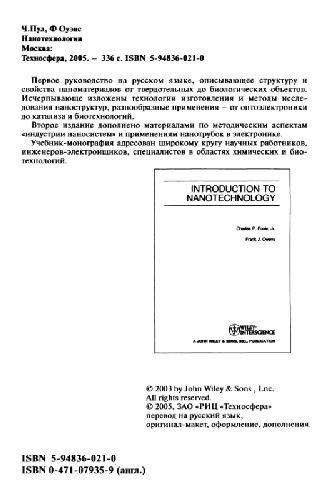 Ч.Пул, Ф Оуэнс
Нанотехнологии
Москва:
Техносфера, 2005. - 336 с. ISBN 5-94836-021-0
Первое руководство на русском языке, описывающее структуру и
свойства наноматериалов от твердотельных до биологических объектов.
Исчерпывающе изложены технологии изготовления и методы иссле-
дования наноструктур, разнообразные применения — от оптоэлектроники
до катализа и биотехнологий.
Второе издание дополнено материалами по методическим аспектам
«индустрии наносистем» и применениям нанотрубок в электронике.
Учебник-монография адресован широкому кругу научных работников,
инженеров-электронщиков, специалистов в областях химических и био-
технологий.
INTRODUCTION TO
NANOTECHNOLOGY
Charles P. Poole, Jr.
Frank J. Owens
WILEY-
INTERSCIENCE
A JOHN WILEY & SONS, INC., PUBLICATION
© 2003 by John Wiley & Sons, Inc.
All rights reserved.
© 2005, ЗАО «РИЦ «Техносфера»
перевод на русский язык,
оригинал-макет, оформление, дополнения.
ISBN 5-94836-021-0
ISBN 0-471-07935-9 (англ.)